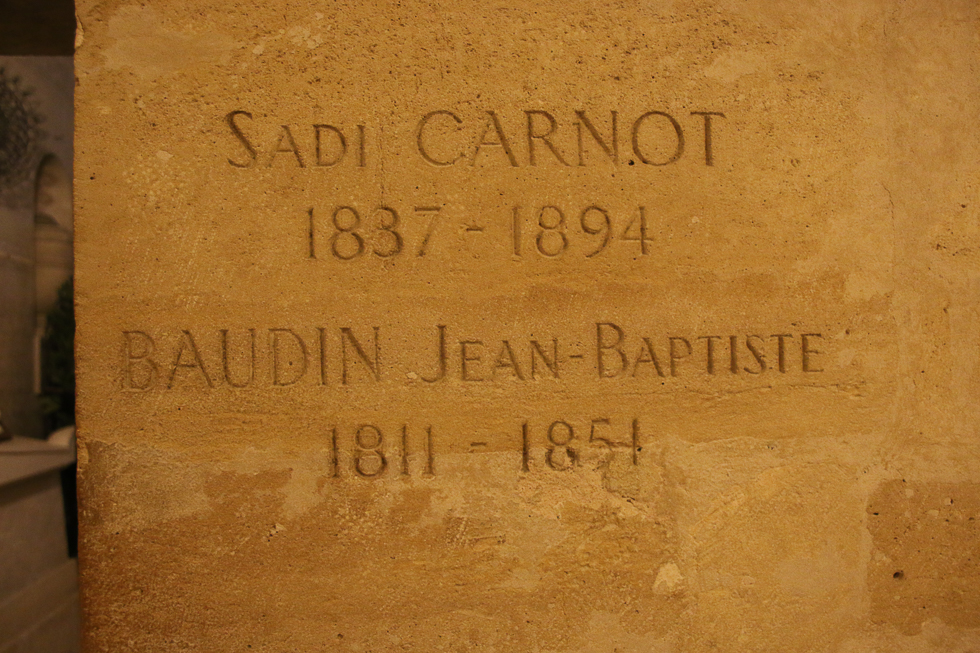 Sadi CARNOT
1837 - 1894
BAUDIN Jean-Baptiste
1811 - 1851